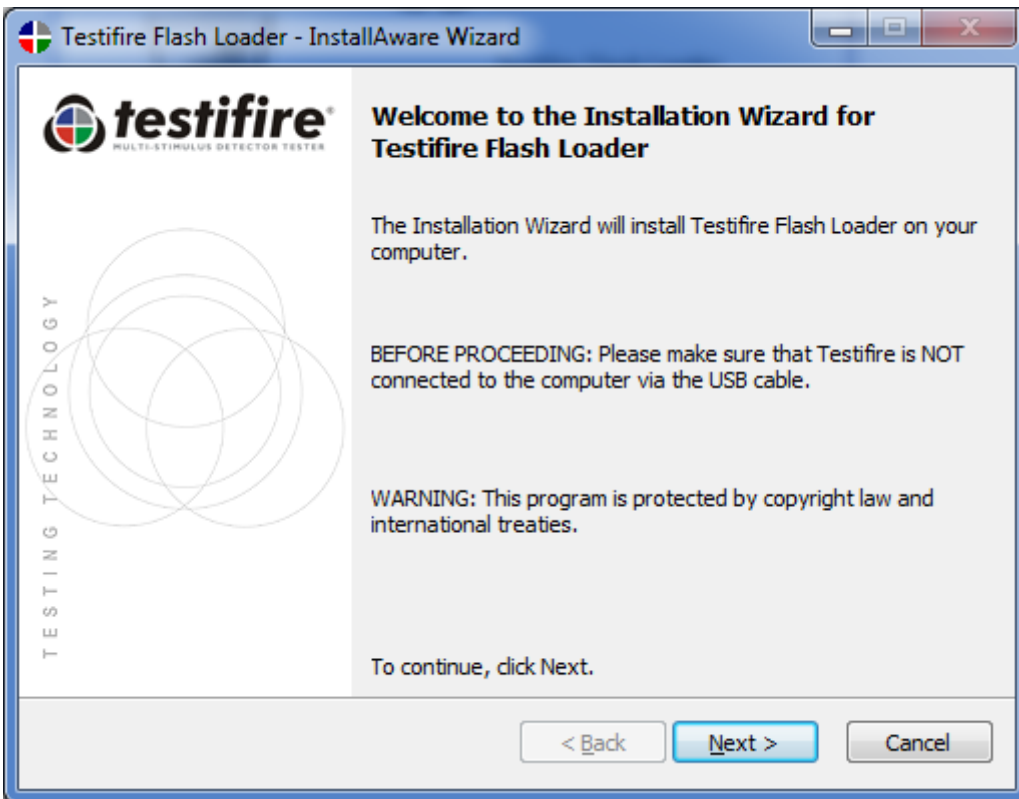 Testifire Flash Loader - InstallAware Wizard
testifire®
MULTI-STIMULUS DETECTOR TESTER
TESTING TECHNOLOGY
Welcome to the Installation Wizard for
Testifire Flash Loader
The Installation Wizard will install Testifire Flash Loader on your
computer.
BEFORE PROCEEDING: Please make sure that Testifire is NOT
connected to the computer via the USB cable.
WARNING: This program is protected by copyright law and
international treaties.
To continue, click Next.
< Back
Next >
Cancel